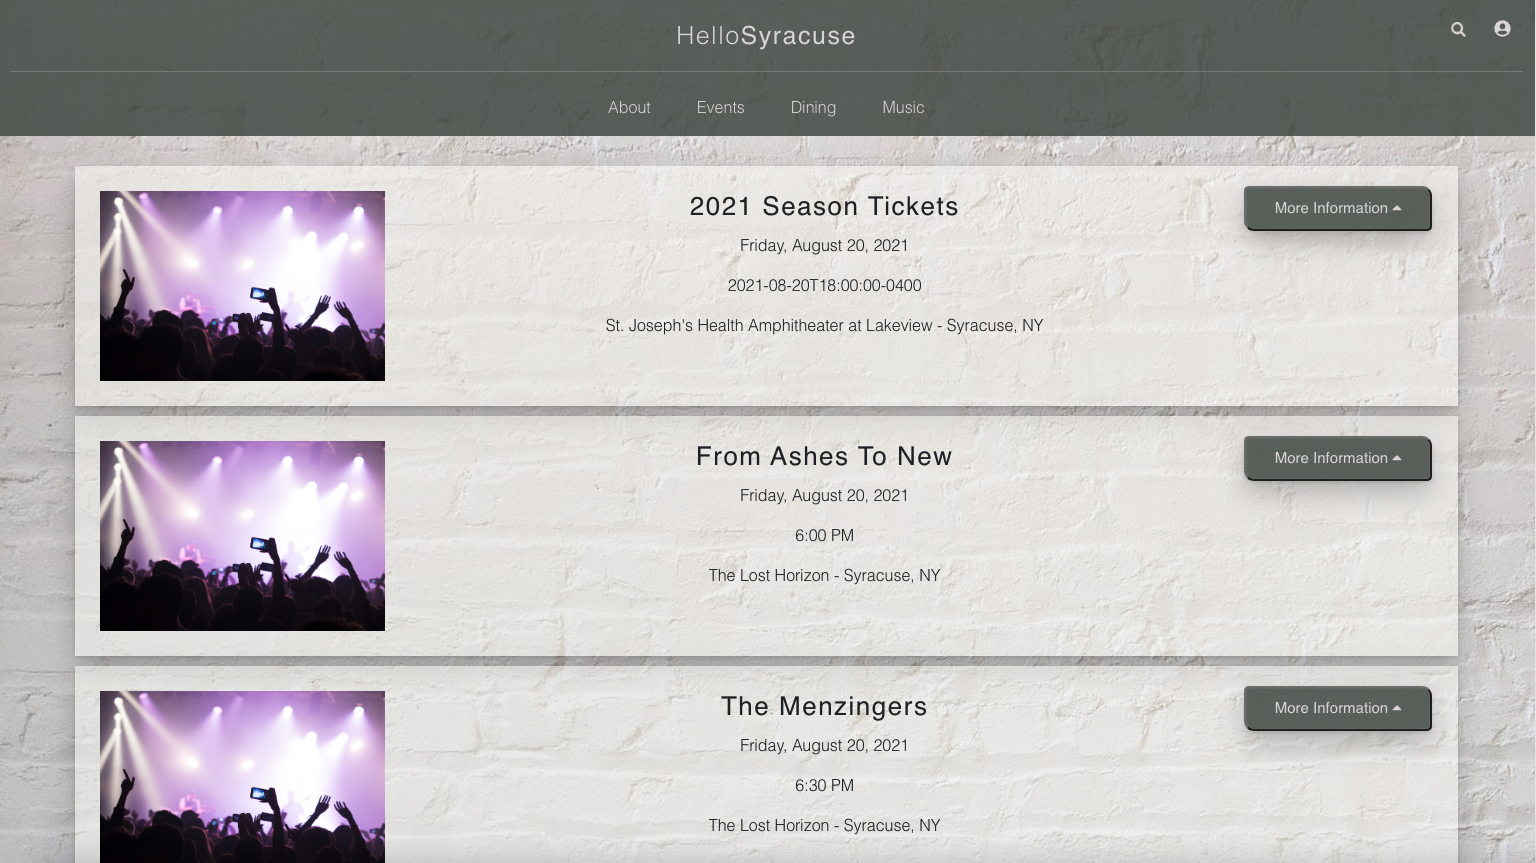 HelloSyracuse
About Events Dining Music
2021 Season Tickets
More Information
Friday, August 20, 2021
2021-08-20T18:00:00-0400
St. Joseph's Health Amphitheater at Lakeview - Syracuse, NY
From Ashes To New
More Information
Friday, August 20, 2021
6:00 PM
The Lost Horizon - Syracuse, NY
The Menzingers
More Information
Friday, August 20, 2021
6:30 PM
The Lost Horizon - Syracuse, NY